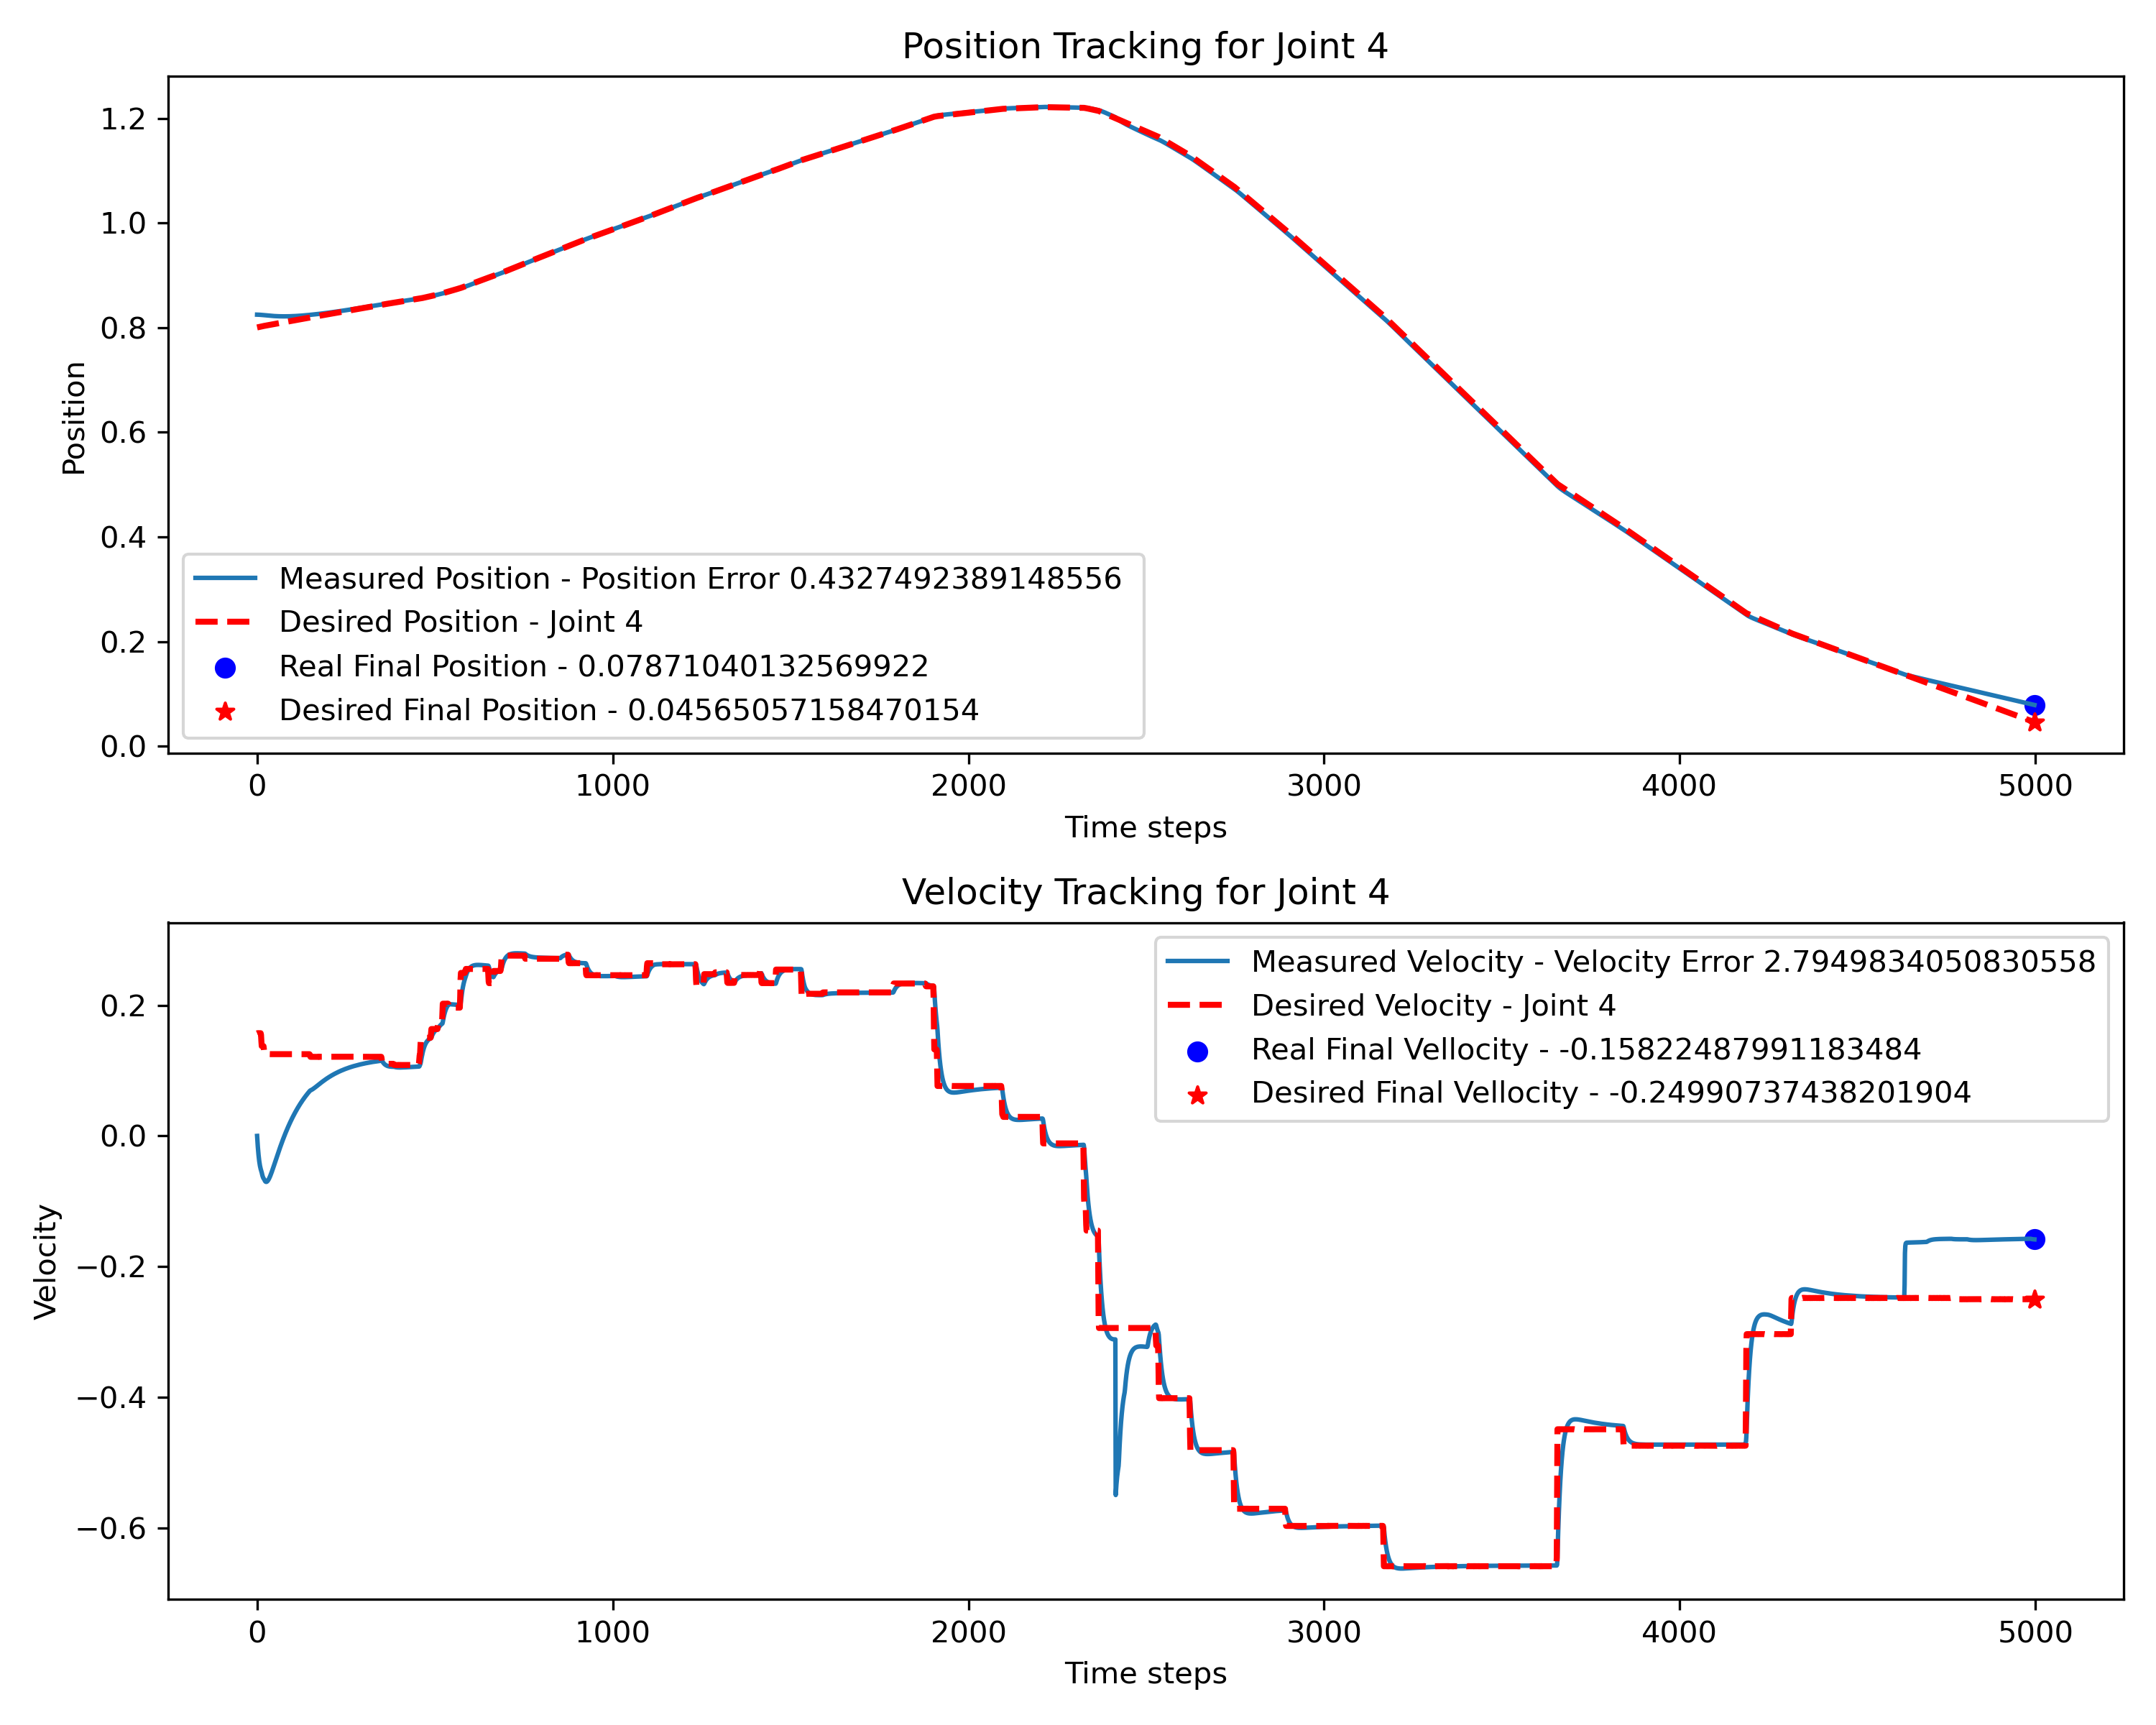 Position Tracking for Joint 4
Position
1.2
1.0
0.8
0.6
0.4
0.2
0.0
Measured Position - Position Error 0.4327492389148556
Desired Position - Joint 4
Real Final Position - 0.07871040132569922
Desired Final Position - 0.04565057158470154
0 1000 2000 3000 4000 5000
Time steps
Velocity Tracking for Joint 4
Velocity
0.2
0.0
−0.2
−0.4
−0.6
Measured Velocity - Velocity Error 2.7949834050830558
Desired Velocity - Joint 4
Real Final Vellocity - -0.15822487991183484
Desired Final Vellocity - -0.24990737438201904
0 1000 2000 3000 4000 5000
Time steps